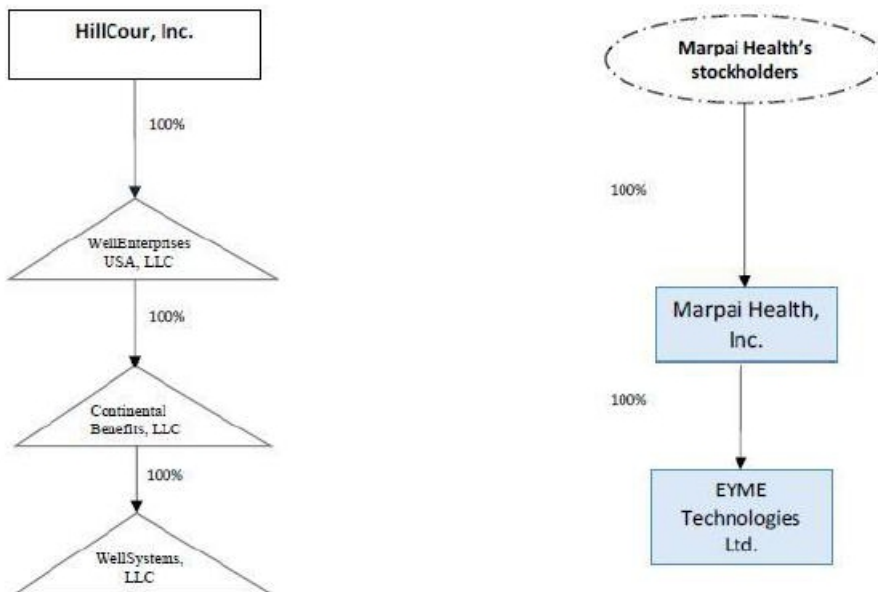 HillCour, Inc.
100%
WellEnterprises
USA, LLC
100%
Continental
Benefits, LLC
100%
WellSystems,
LLC
Marpai Health's
stockholders
100%
Marpai Health,
Inc.
100%
EYME
Technologies
Ltd.